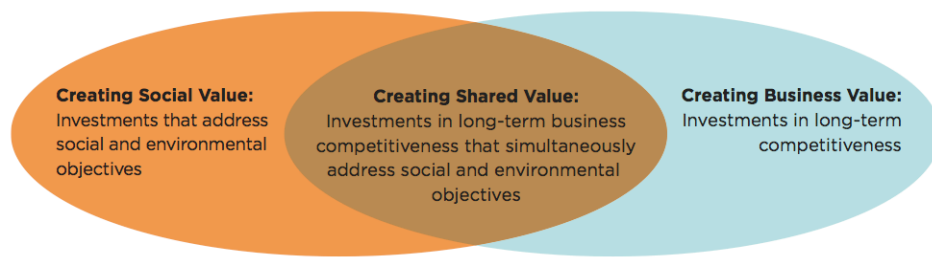 Creating Social Value:
Investments that address
social and environmental
objectives
Creating Shared Value:
Investments in long-term business
competitiveness that simultaneously
address social and environmental
objectives
Creating Business Value:
Investments in long-term
competitiveness